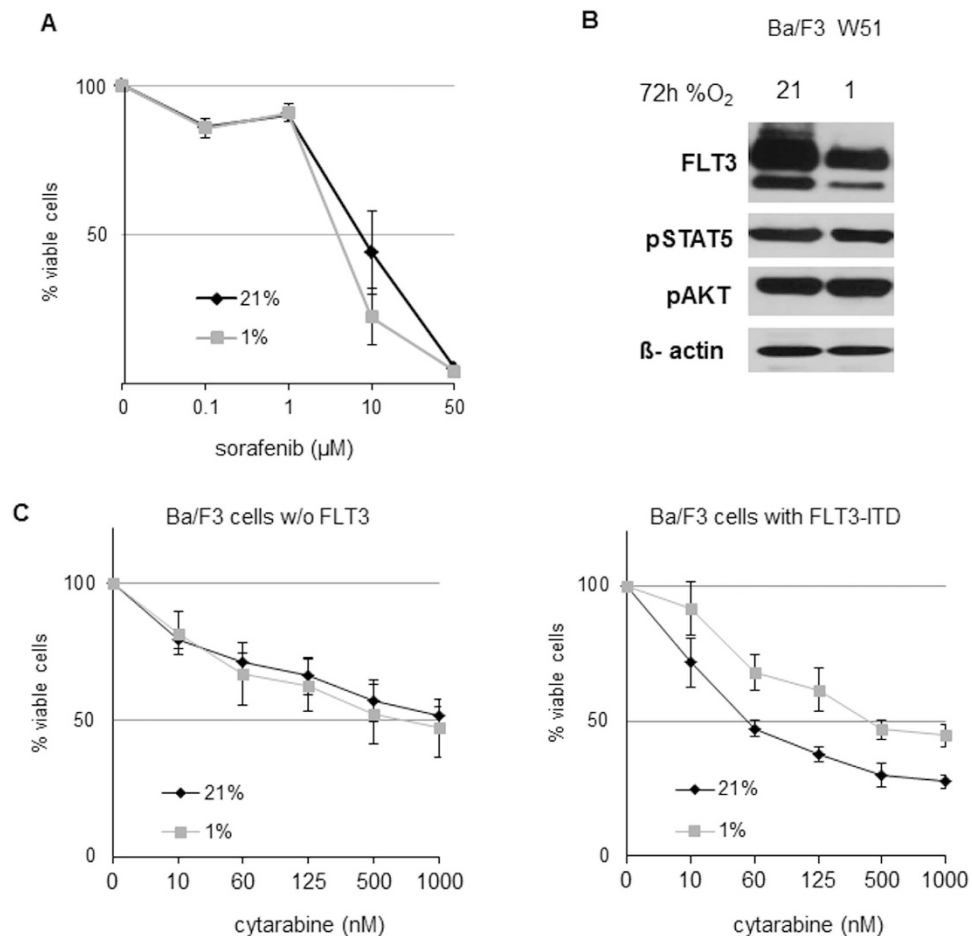 A
100
50
% viable cells
21%
1%
0 0.1 1 10 50
sorafenib (µM)
B
Ba/F3 W51
72h %O₂ 21 1
FLT3
pSTAT5
pAKT
ß- actin
C
Ba/F3 cells w/o FLT3
100
50
0
% viable cells
21%
1%
0 10 60 125 500 1000
cytarabine (nM)
Ba/F3 cells with FLT3-ITD
100
50
0
% viable cells
21%
1%
0 10 60 125 500 1000
cytarabine (nM)